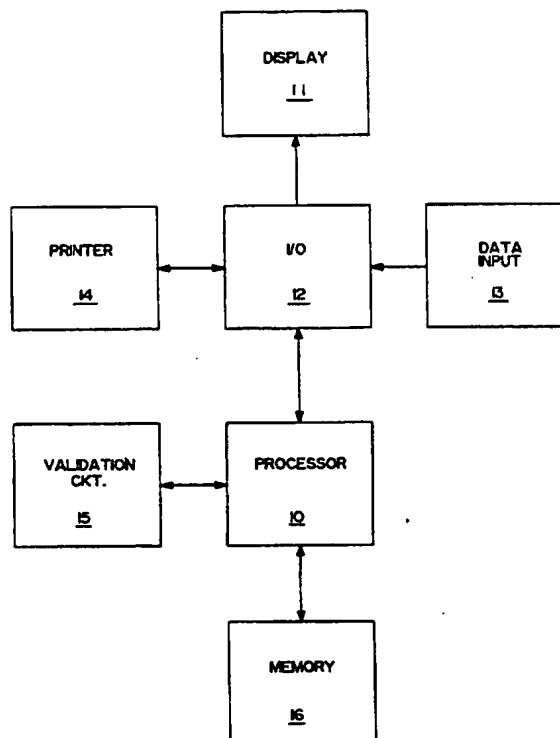 DISPLAY
11
PRINTER
14
I/O
12
DATA
INPUT
13
VALIDATION
CKT.
15
PROCESSOR
10
MEMORY
16